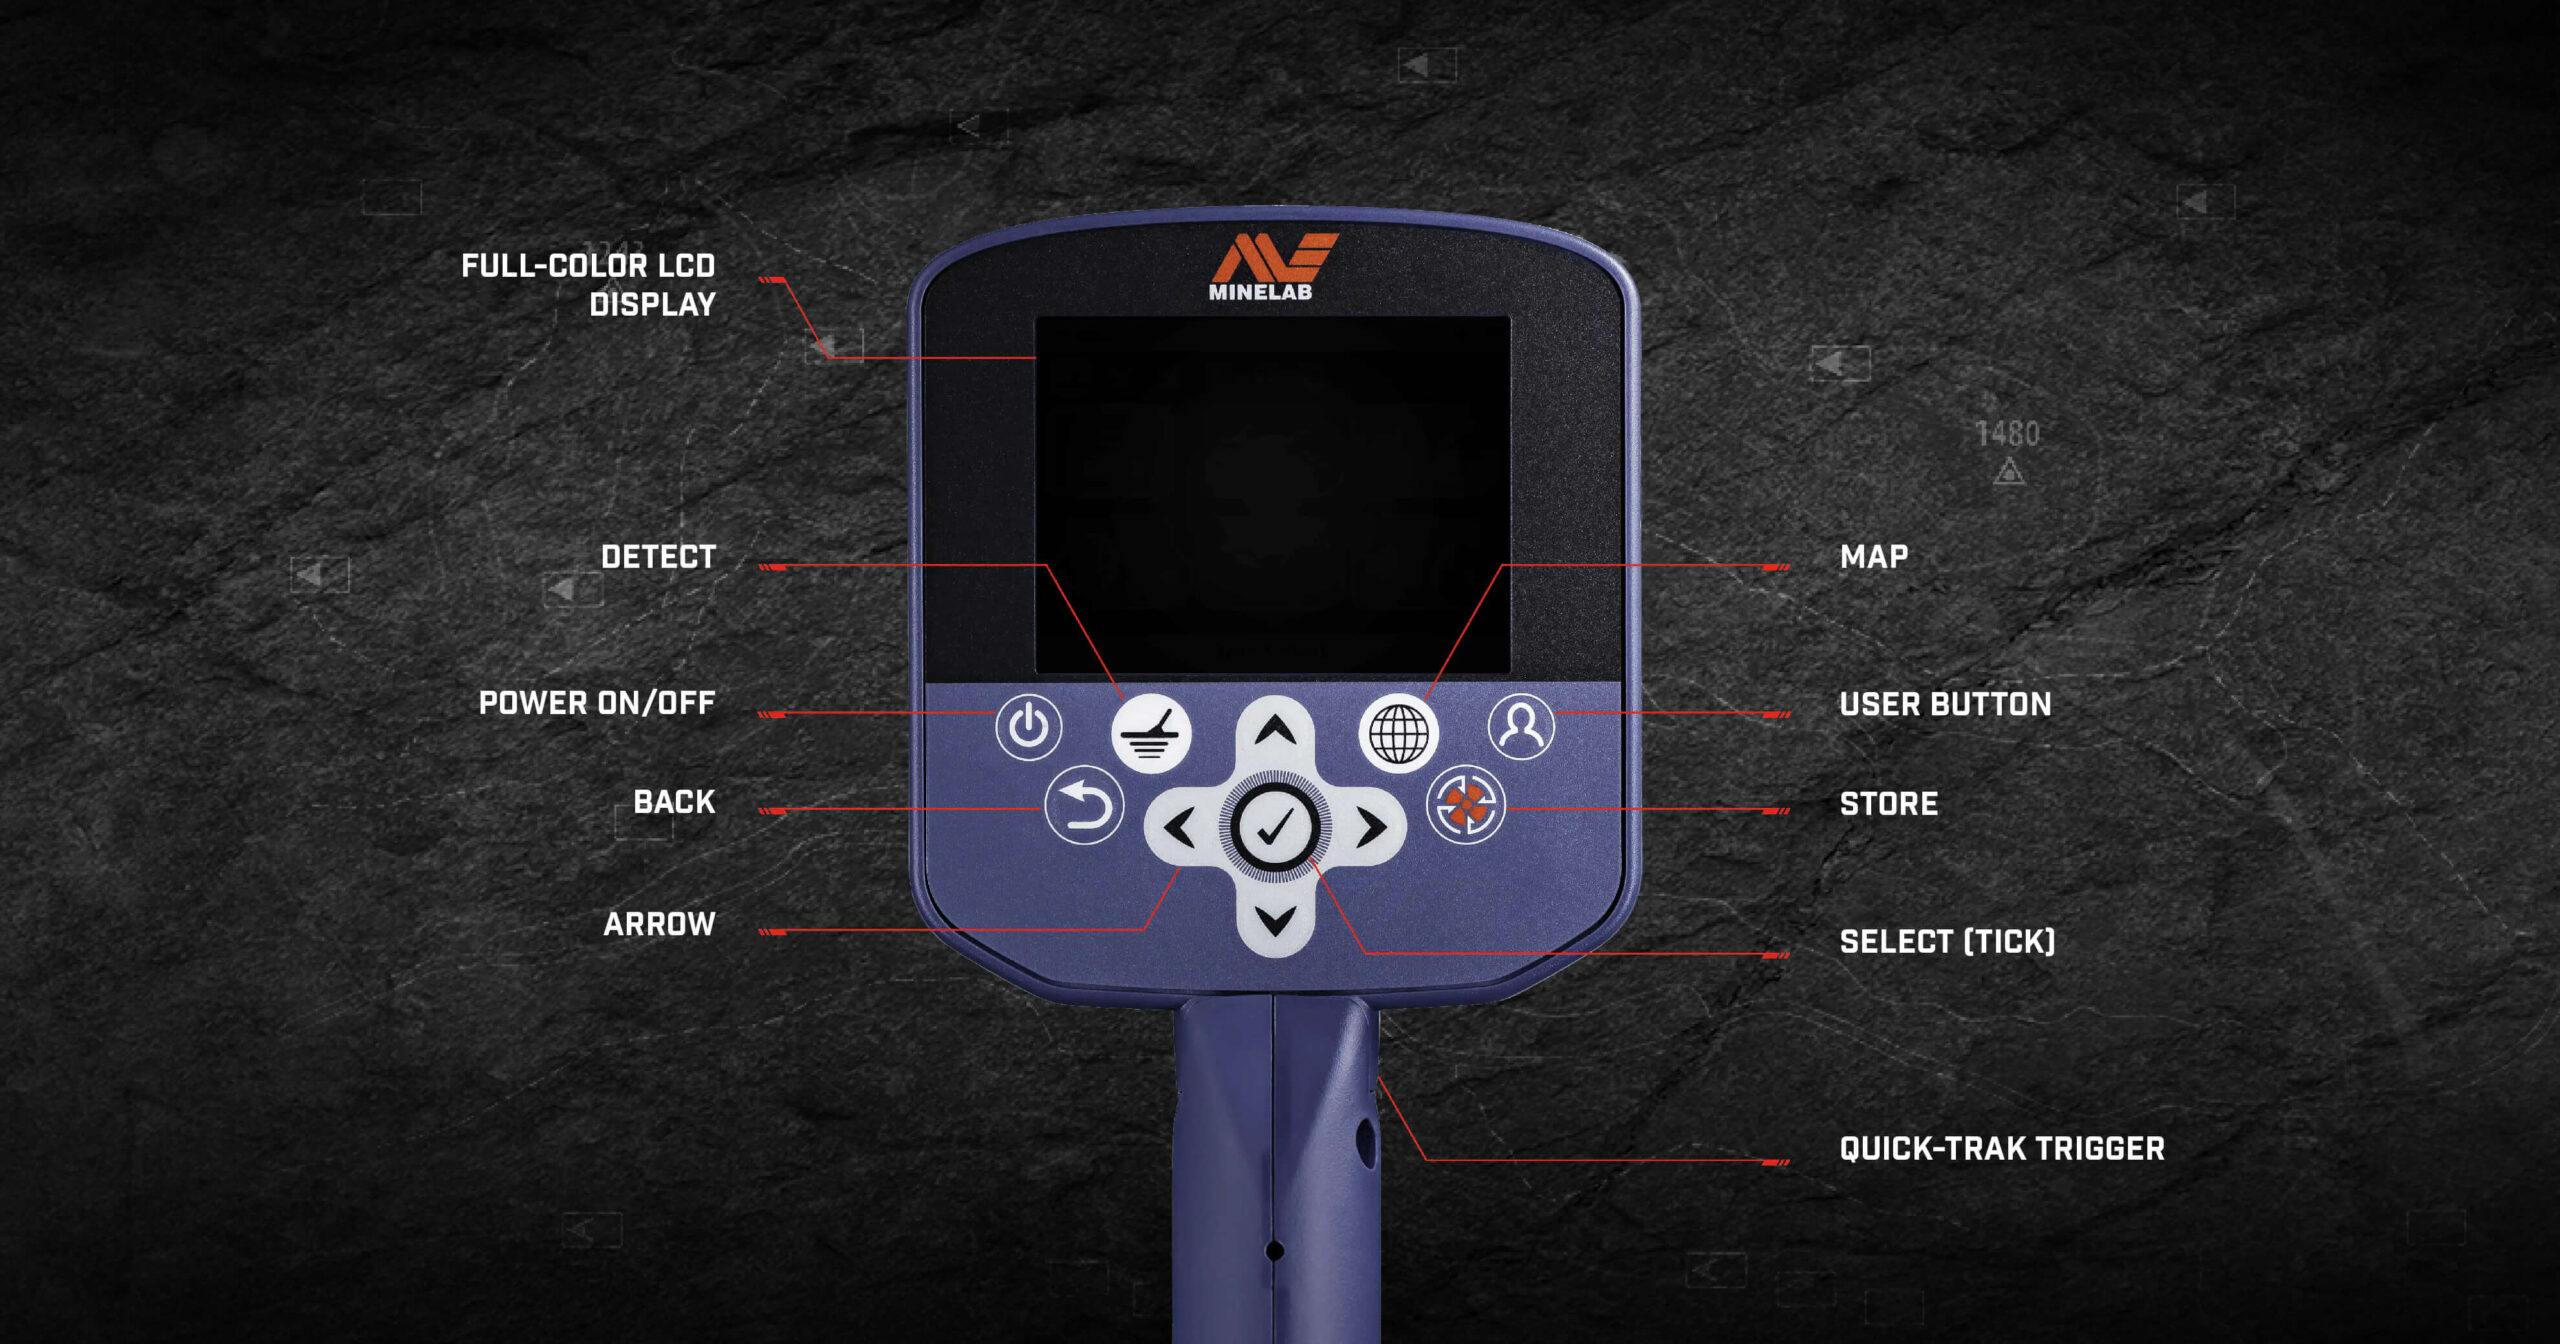 1243
FULL-COLOR LCD
DISPLAY
MINELAB
1480
DETECT
MAP
POWER ON/OFF
USER BUTTON
BACK
STORE
ARROW
SELECT (TICK)
QUICK-TRAK TRIGGER